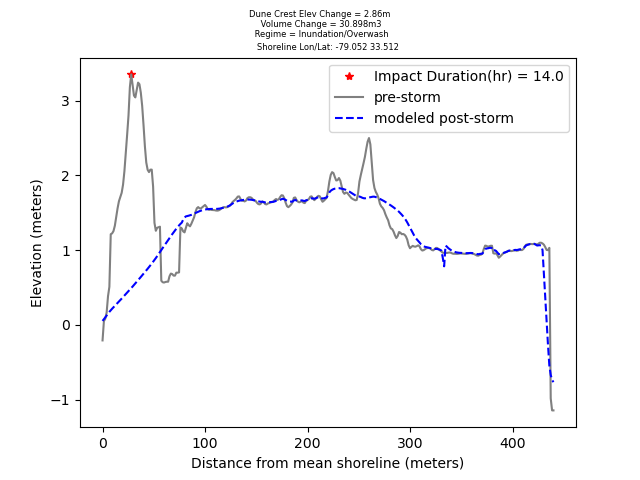 Dune Crest Elev Change = 2.86m
Volume Change = 30.898m3
Regime = Inundation/Overwash
Shoreline Lon/Lat: -79.052 33.512
Impact Duration(hr) = 14.0
pre-storm
modeled post-storm
Elevation (meters)
3
2
1
0
−1
0 100 200 300 400
Distance from mean shoreline (meters)